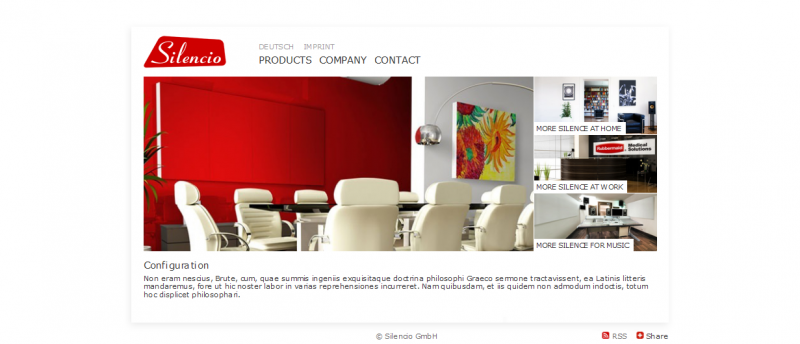 Silencio
DEUTSCH IMPRINT
PRODUCTS COMPANY CONTACT
MORE SILENCE AT HOME
Rubbermaid Medical Solutions
MORE SILENCE AT WORK
MORE SILENCE FOR MUSIC
Configuration
Non eram nescius, Brute, cum, quae summis ingeniis exquisitaque doctrina philosophi Graeco sermone tractavissent, ea Latinis litteris
mandaremus, fore ut hic noster labor in varias reprehensiones incurreret. Nam quibusdam, et iis quidem non admodum indoctis, totum
hoc displicet philosophari.
© Silencio GmbH
RSS Share